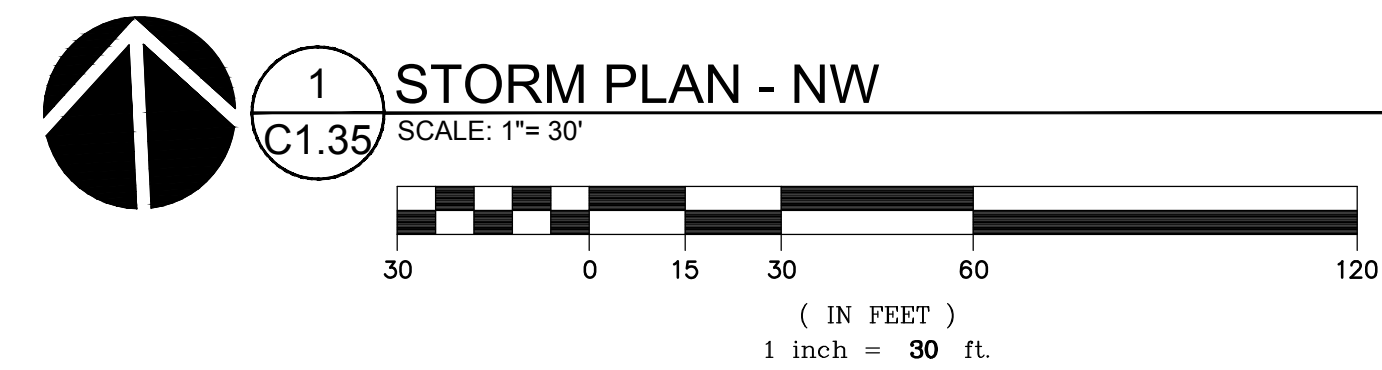 1
C1.35
STORM PLAN - NW
SCALE: 1"= 30'
30 0 15 30 60 120
( IN FEET )
1 inch = 30 ft.